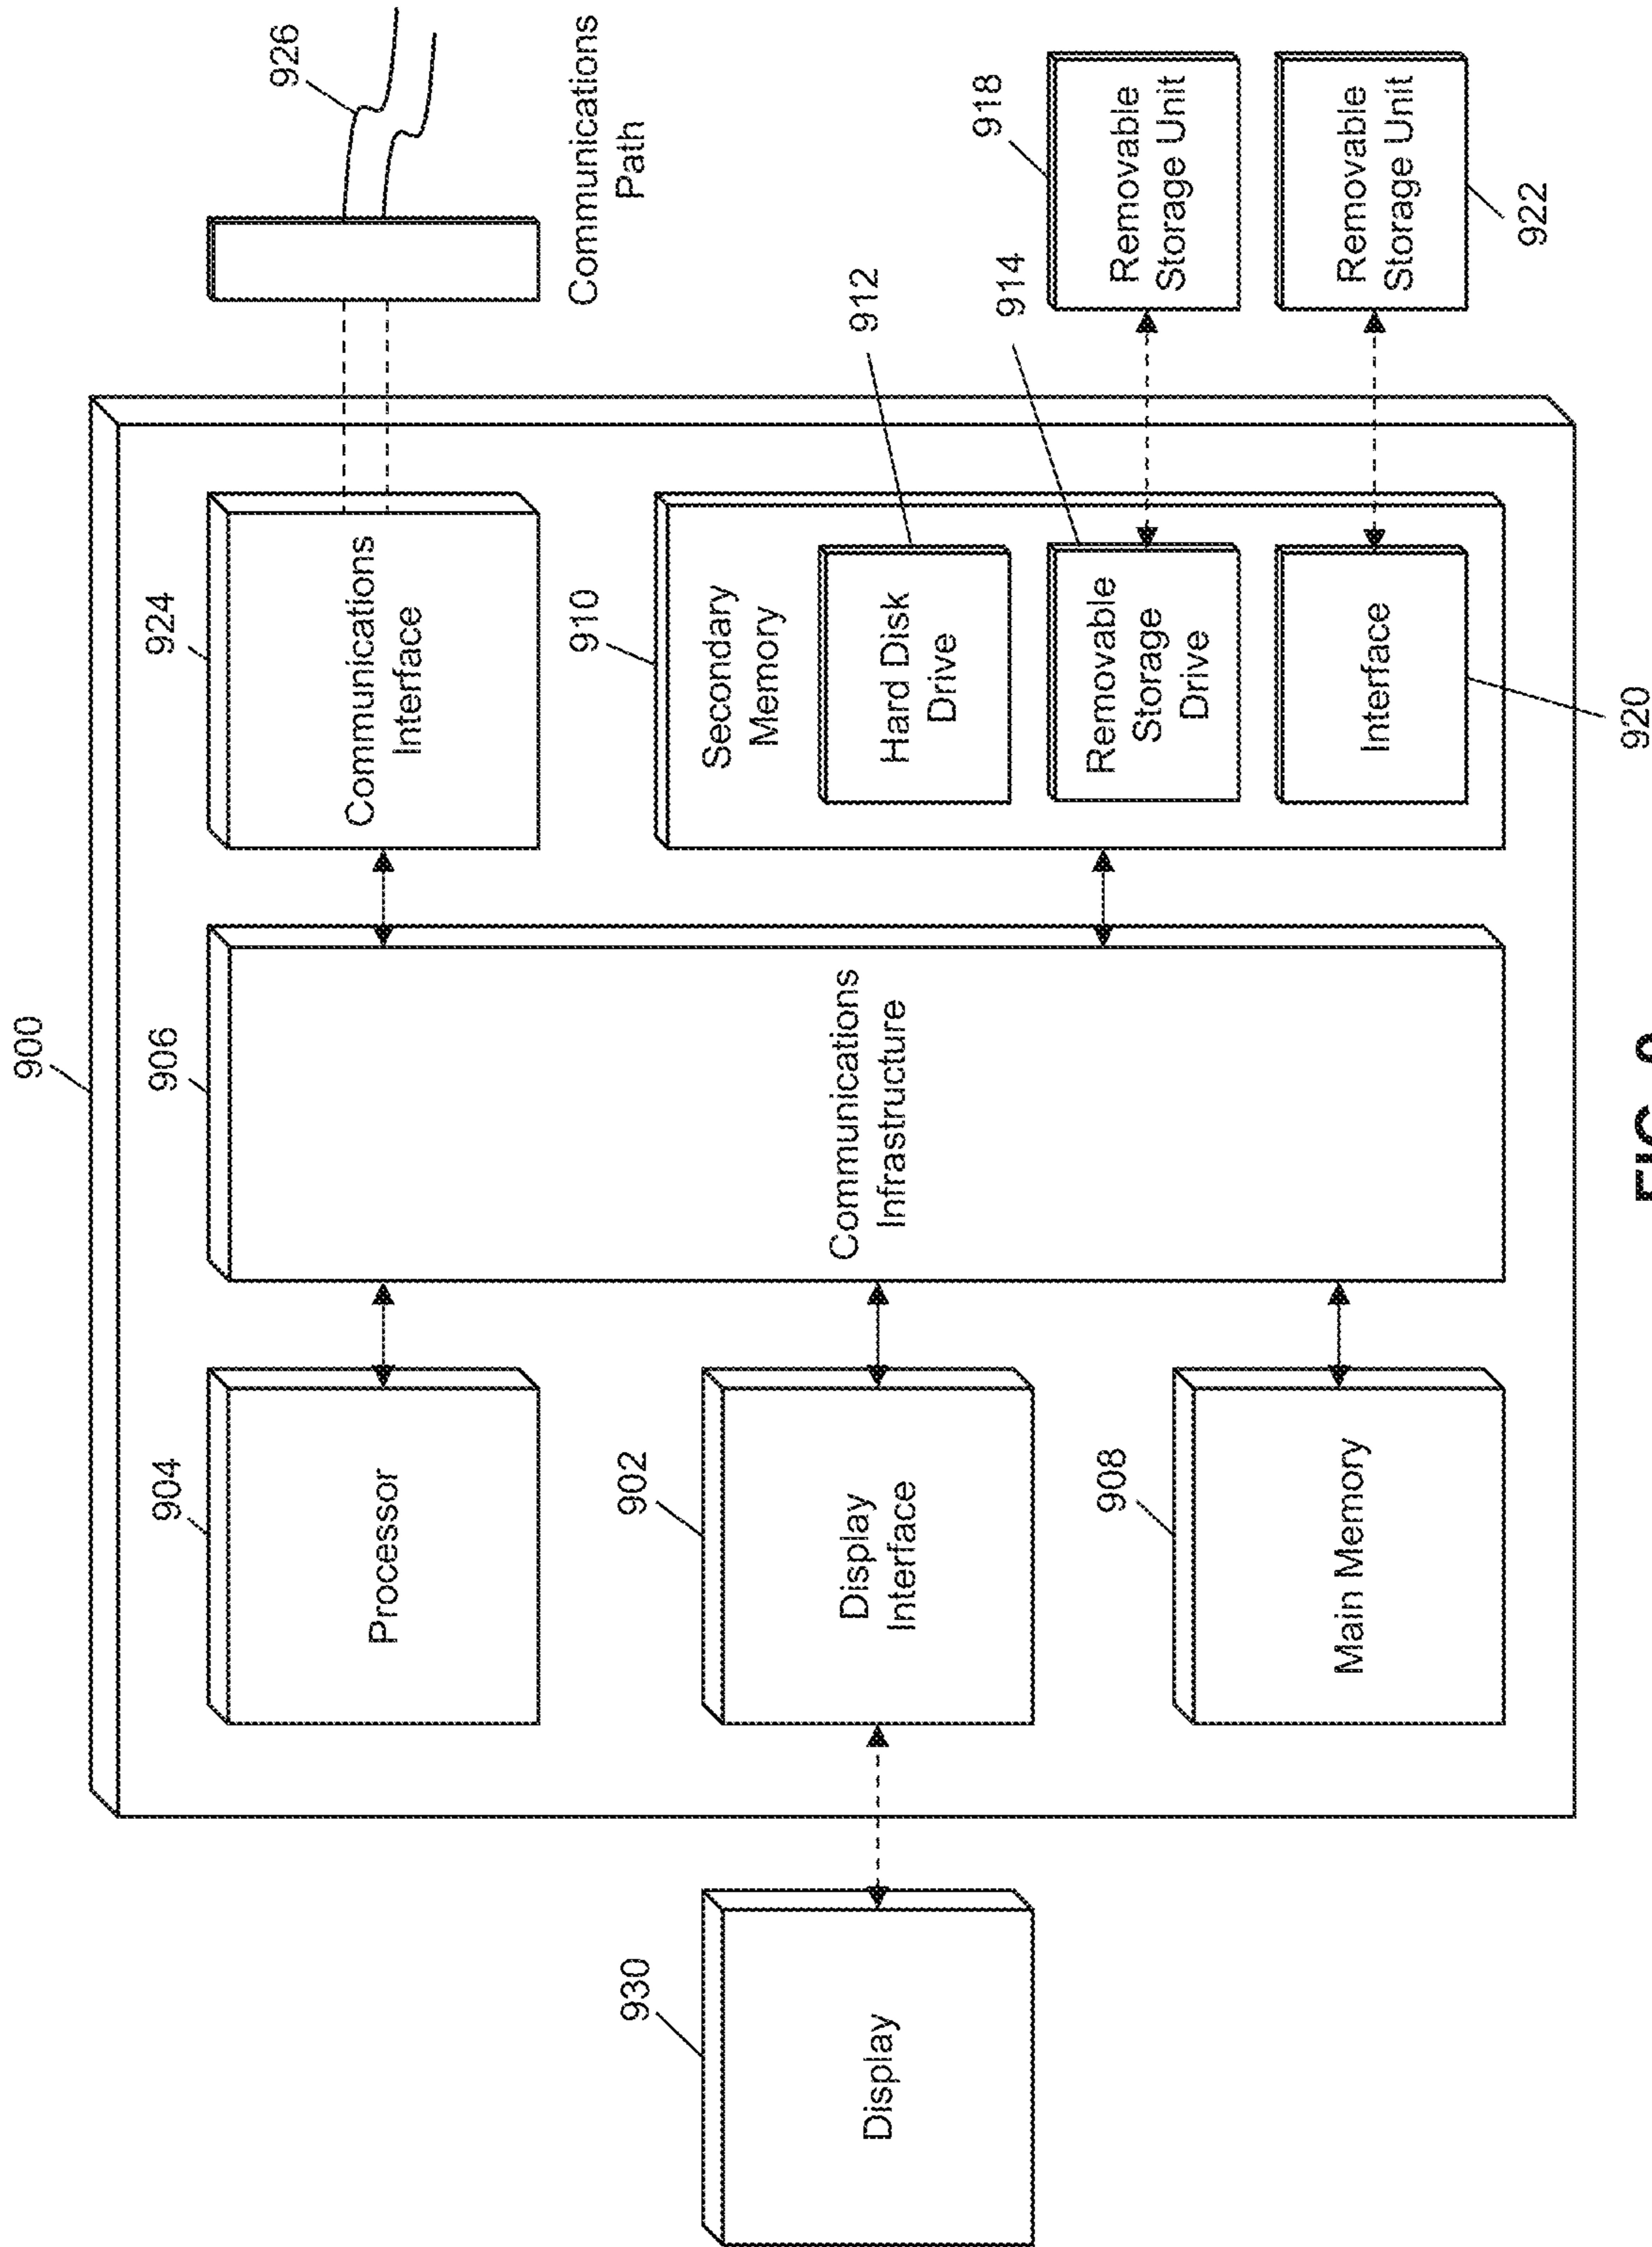 900
904
906
924
926
Processor
Communications
Interface
Communications
Path
930
902
910
Display
Display
Interface
Communications
Infrastructure
Secondary
Memory
912
Hard Disk
Drive
914
918
Removable
Storage
Drive
Removable
Storage Unit
908
Main Memory
Interface
Removable
Storage Unit
920
922
FIG. 9